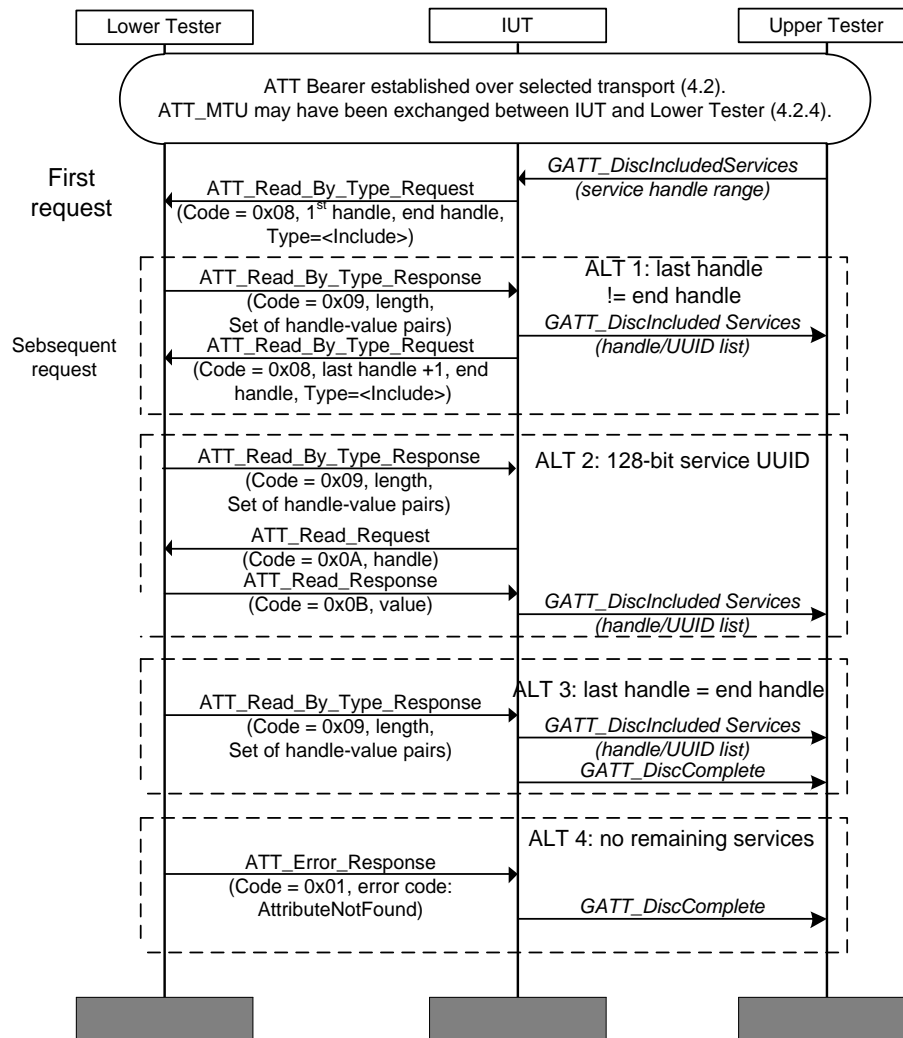 Lower Tester
IUT
Upper Tester
ATT Bearer established over selected transport (4.2).
ATT_MTU may have been exchanged between IUT and Lower Tester (4.2.4).
First
request
GATT_DiscIncludedServices
(service handle range)
ATT_Read_By_Type_Request
(Code = 0x08, 1st handle, end handle,
Type=<Include>)
ATT_Read_By_Type_Response
(Code = 0x09, length,
Set of handle-value pairs)
ALT 1: last handle
!= end handle
GATT_DiscIncluded Services
(handle/UUID list)
Sebsequent
request
ATT_Read_By_Type_Request
(Code = 0x08, last handle +1, end
handle, Type=<Include>)
ATT_Read_By_Type_Response
(Code = 0x09, length,
Set of handle-value pairs)
ALT 2: 128-bit service UUID
ATT_Read_Request
(Code = 0x0A, handle)
ATT_Read_Response
(Code = 0x0B, value)
GATT_DiscIncluded Services
(handle/UUID list)
ALT 3: last handle = end handle
ATT_Read_By_Type_Response
(Code = 0x09, length,
Set of handle-value pairs)
GATT_DiscIncluded Services
(handle/UUID list)
GATT_DiscComplete
ALT 4: no remaining services
ATT_Error_Response
(Code = 0x01, error code:
AttributeNotFound)
GATT_DiscComplete